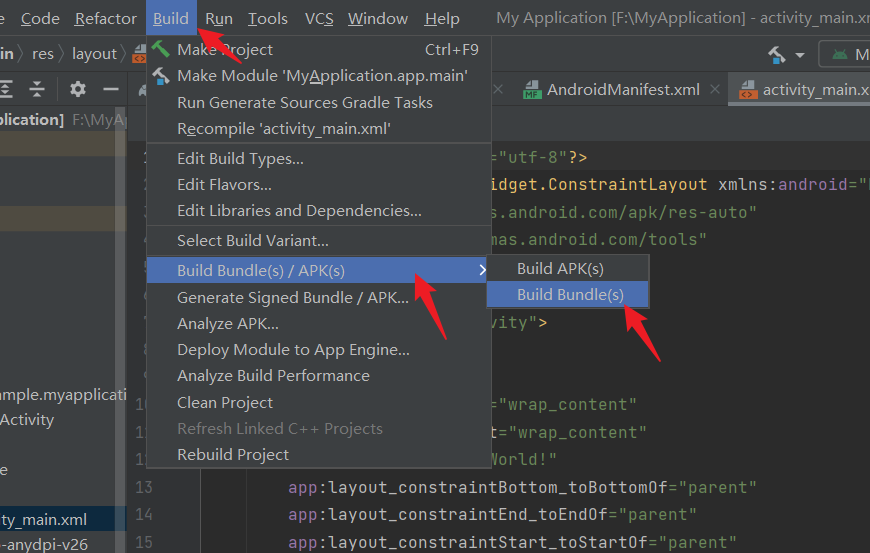 Code Refactor Build Run Tools VCS Window Help My Application [F:\MyApplication] - activity_main.xm
in res layout
Make Project Ctrl+F9
Make Module 'MyApplication.app.main'
Run Generate Sources Gradle Tasks
Recompile 'activity_main.xml'
Edit Build Types...
Edit Flavors...
Edit Libraries and Dependencies...
Select Build Variant...
Build Bundle(s) / APK(s)
Generate Signed Bundle / APK...
Analyze APK...
Deploy Module to App Engine...
Analyze Build Performance
Clean Project
Refresh Linked C++ Projects
Rebuild Project
Build APK(s)
Build Bundle(s)
AndroidManifest.xml activity_main.x
plication] F:\MyAp
="utf-8"?>
idget.ConstraintLayout xmlns:android="
s.android.com/apk/res-auto"
mas.android.com/tools"
vity">
="wrap_content"
t="wrap_content"
World!"
13 app:layout_constraintBottom_toBottomOf="parent"
14 app:layout_constraintEnd_toEndOf="parent"
15 app:layout_constraintStart_toStartOf="parent"
mple.myapplicati
Activity
e
ity_main.xml
-anydpi-v26